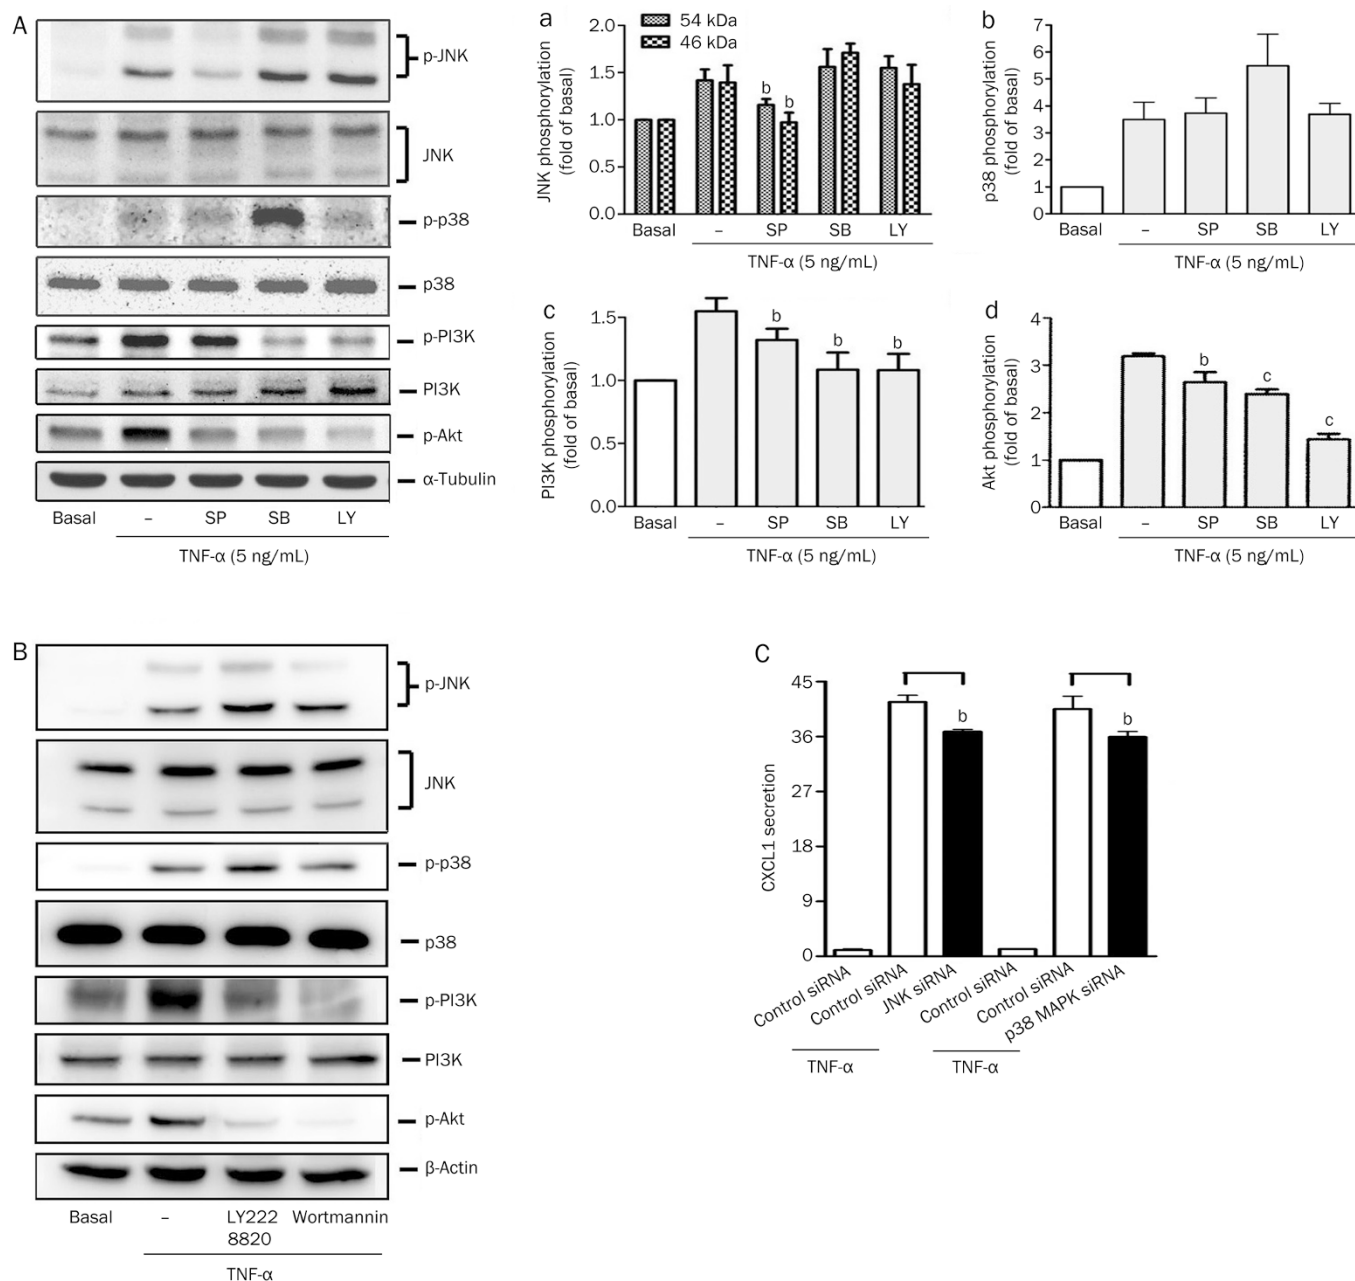 A
p-JNK
JNK
p-p38
p38
p-PI3K
PI3K
p-Akt
α-Tubulin
Basal – SP SB LY
TNF-α (5 ng/mL)
a
54 kDa
46 kDa
JNK phosphorylation
(fold of basal)
2.0
1.5
1.0
0.5
0.0
b b
Basal – SP SB LY
TNF-α (5 ng/mL)
b
p38 phosphorylation
(fold of basal)
7
6
5
4
3
2
1
0
Basal – SP SB LY
TNF-α (5 ng/mL)
c
PI3K phosphorylation
(fold of basal)
1.5
1.0
0.5
0.0
b b b
Basal – SP SB LY
TNF-α (5 ng/mL)
d
Akt phosphorylation
(fold of basal)
4
3
2
1
0
b c c
Basal – SP SB LY
TNF-α (5 ng/mL)
B
p-JNK
JNK
p-p38
p38
p-PI3K
PI3K
p-Akt
β-Actin
Basal – LY222 Wortmannin
8820
TNF-α
C
CXCL1 secretion
45
36
27
18
9
0
b b
Control siRNA
Control siRNA
JNK siRNA
Control siRNA
Control siRNA
p38 MAPK siRNA
TNF-α TNF-α